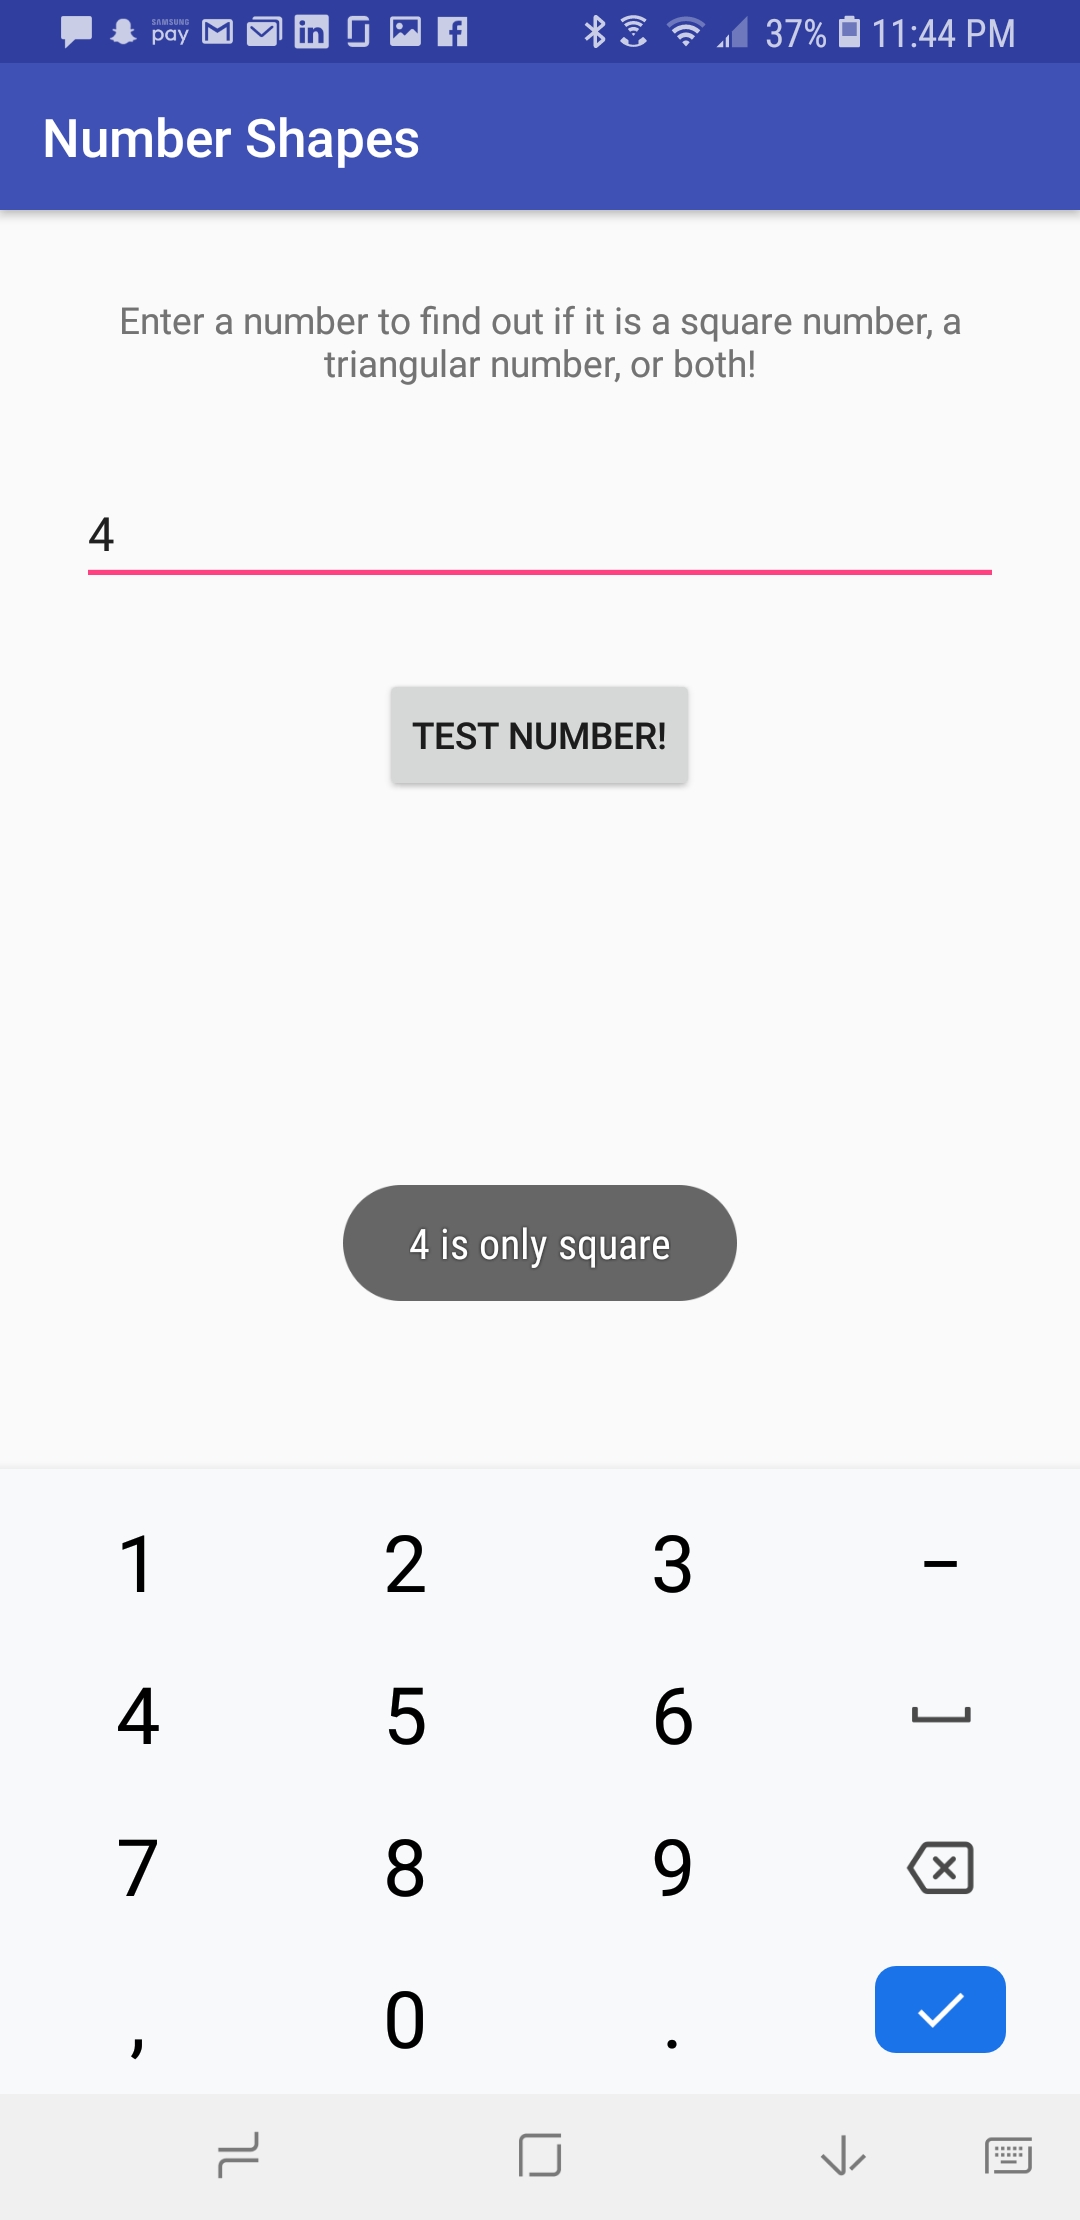 SAMSUNG
pay
in
37% 11:44 PM
Number Shapes
Enter a number to find out if it is a square number, a
triangular number, or both!
4
TEST NUMBER!
4 is only square
1 2 3 –
4 5 6
7 8 9
, 0 .